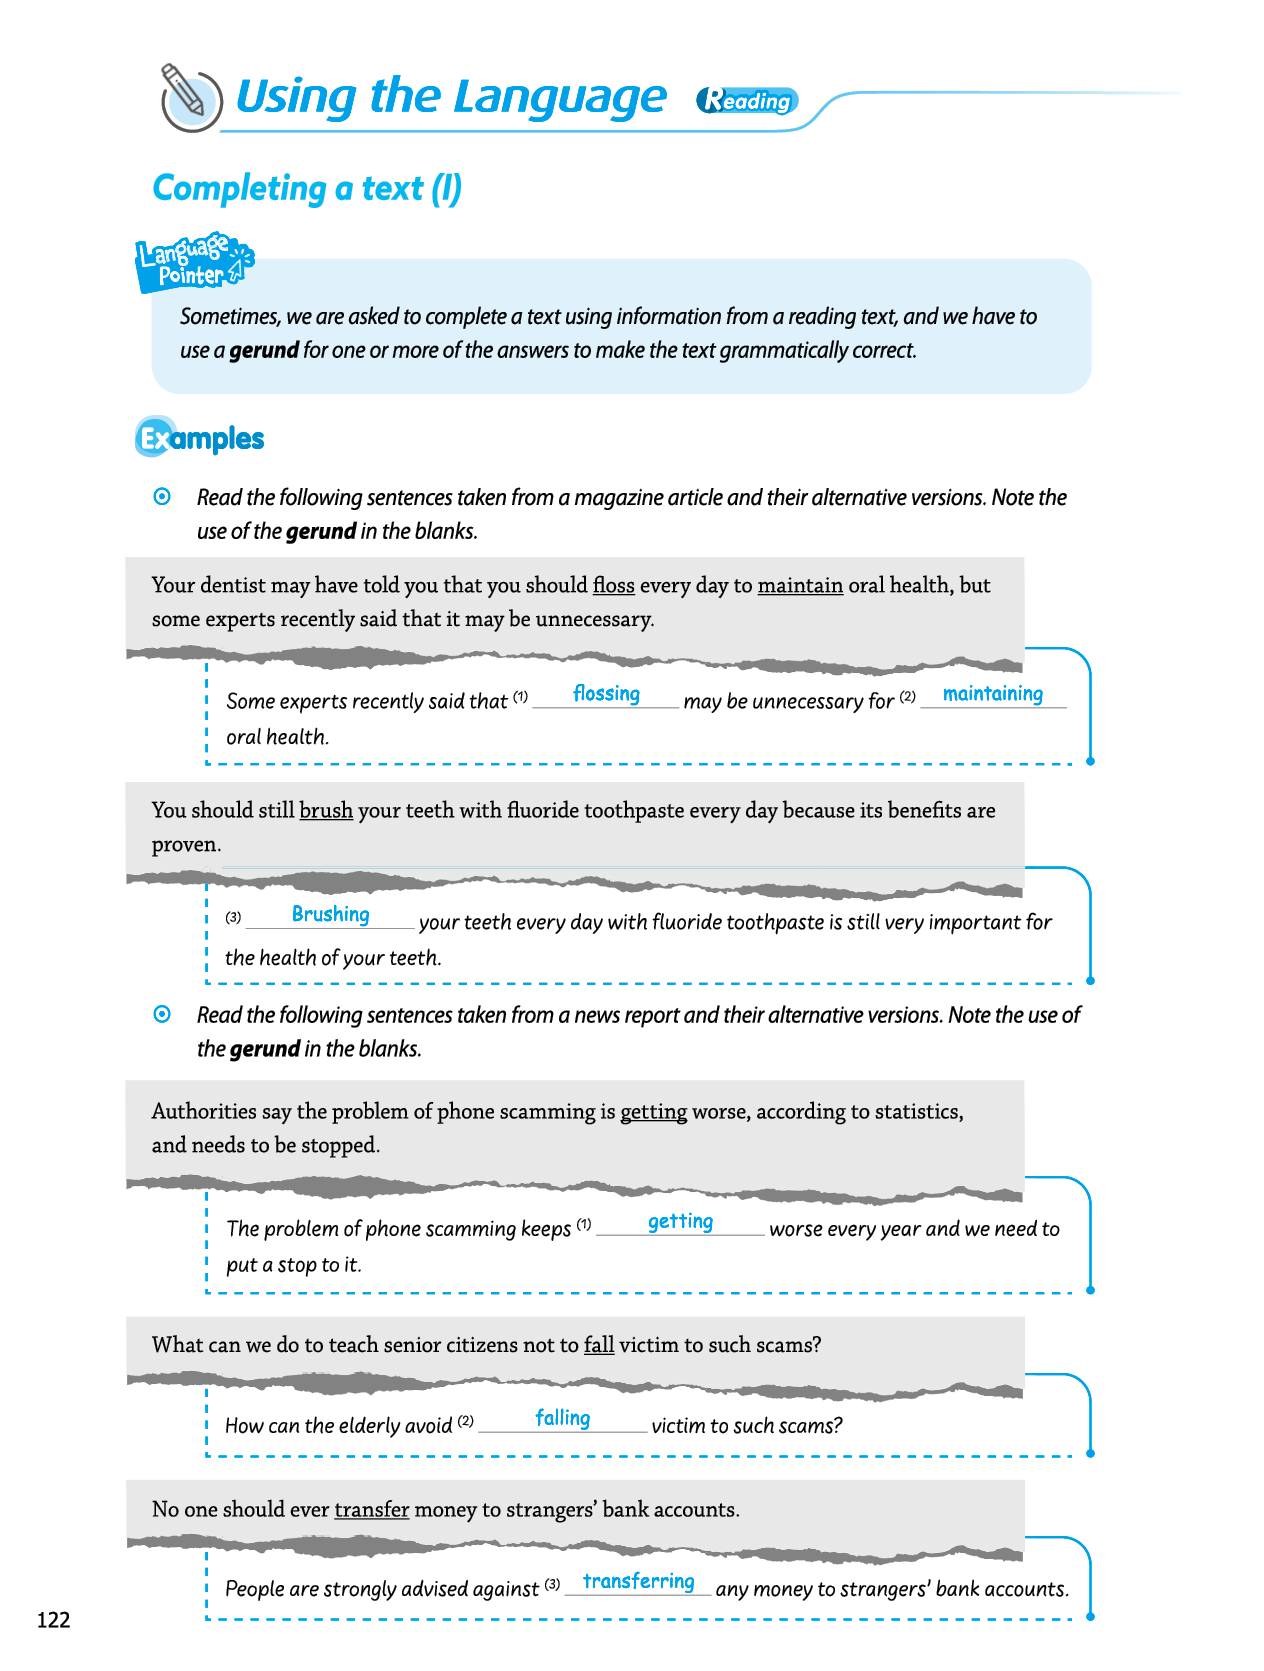 Using the Language Reading
Completing a text (I)
Language
Pointer
Sometimes, we are asked to complete a text using information from a reading text, and we have to
use a gerund for one or more of the answers to make the text grammatically correct.
Examples
Read the following sentences taken from a magazine article and their alternative versions. Note the
use of the gerund in the blanks.
Your dentist may have told you that you should floss every day to maintain oral health, but
some experts recently said that it may be unnecessary.
Some experts recently said that (1) flossing may be unnecessary for (2) maintaining
oral health.
You should still brush your teeth with fluoride toothpaste every day because its benefits are
proven.
(3) Brushing your teeth every day with fluoride toothpaste is still very important for
the health of your teeth.
Read the following sentences taken from a news report and their alternative versions. Note the use of
the gerund in the blanks.
Authorities say the problem of phone scamming is getting worse, according to statistics,
and needs to be stopped.
The problem of phone scamming keeps (1) getting worse every year and we need to
put a stop to it.
What can we do to teach senior citizens not to fall victim to such scams?
How can the elderly avoid (2) falling victim to such scams?
No one should ever transfer money to strangers' bank accounts.
People are strongly advised against (3) transferring any money to strangers' bank accounts.
122